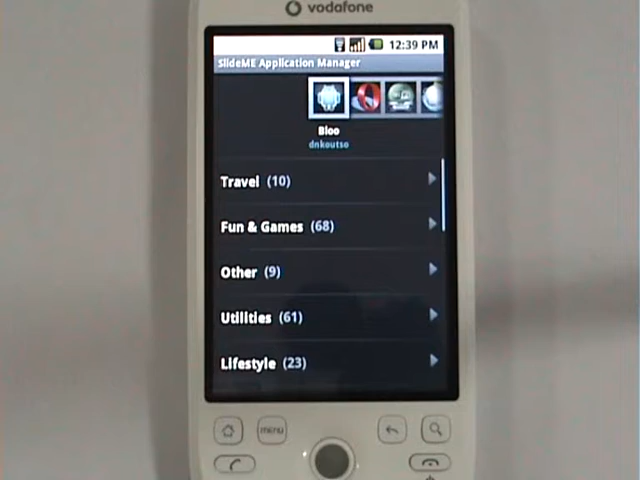 vodafone
12:39 PM
SlideME Application Manager
Bloo
dnkoutso
Travel (10)
Fun & Games (68)
Other (9)
Utilities (61)
Lifestyle (23)
menu